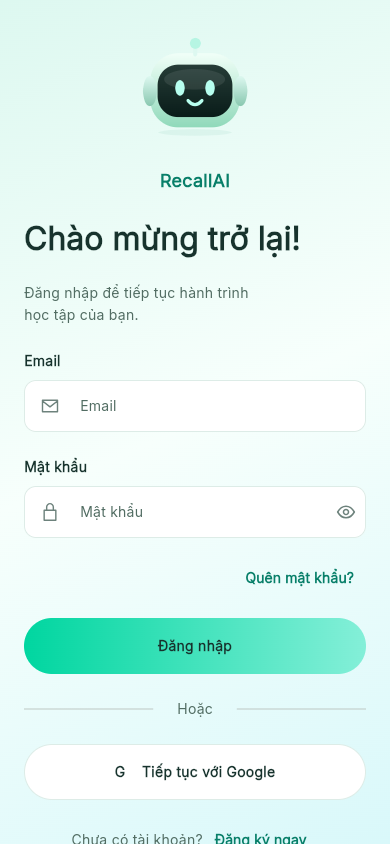 RecallAI
Chào mừng trở lại!
Đăng nhập để tiếp tục hành trình
học tập của bạn.
Email
Email
Mật khẩu
Mật khẩu
Quên mật khẩu?
Đăng nhập
Hoặc
G Tiếp tục với Google
Chưa có tài khoản? Đăng ký ngay